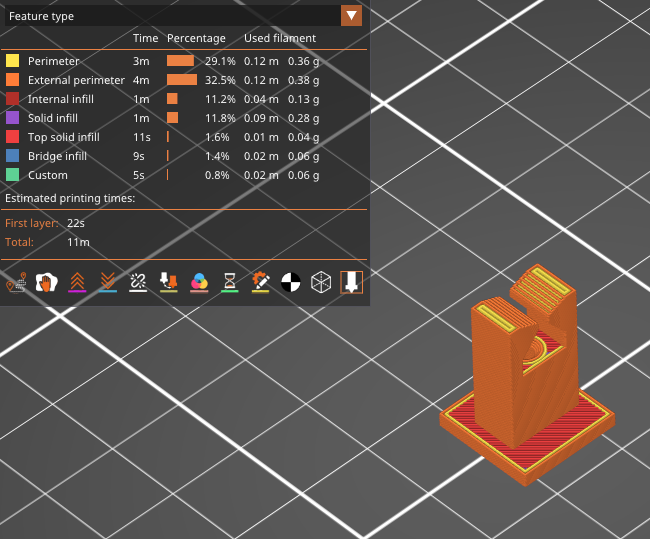 Feature type
Time Percentage Used filament
Perimeter 3m 29.1% 0.12 m 0.36 g
External perimeter 4m 32.5% 0.12 m 0.38 g
Internal infill 1m 11.2% 0.04 m 0.13 g
Solid infill 1m 11.8% 0.09 m 0.28 g
Top solid infill 11s 1.6% 0.01 m 0.04 g
Bridge infill 9s 1.4% 0.02 m 0.06 g
Custom 5s 0.8% 0.02 m 0.06 g
Estimated printing times:
First layer: 22s
Total: 11m